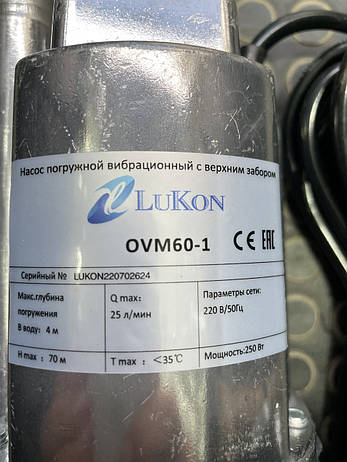 Насос погружной вибрационный с верхним забором
LuKon
OVM60-1 CE EAC
Серийный № LUKON220702624
Макс.глубина погружения В воду: 4 м
Q max: 25 л/мин
Параметры сети: 220 В/50Гц
H max : 70 м
T max : <35℃
Мощность:250 Вт